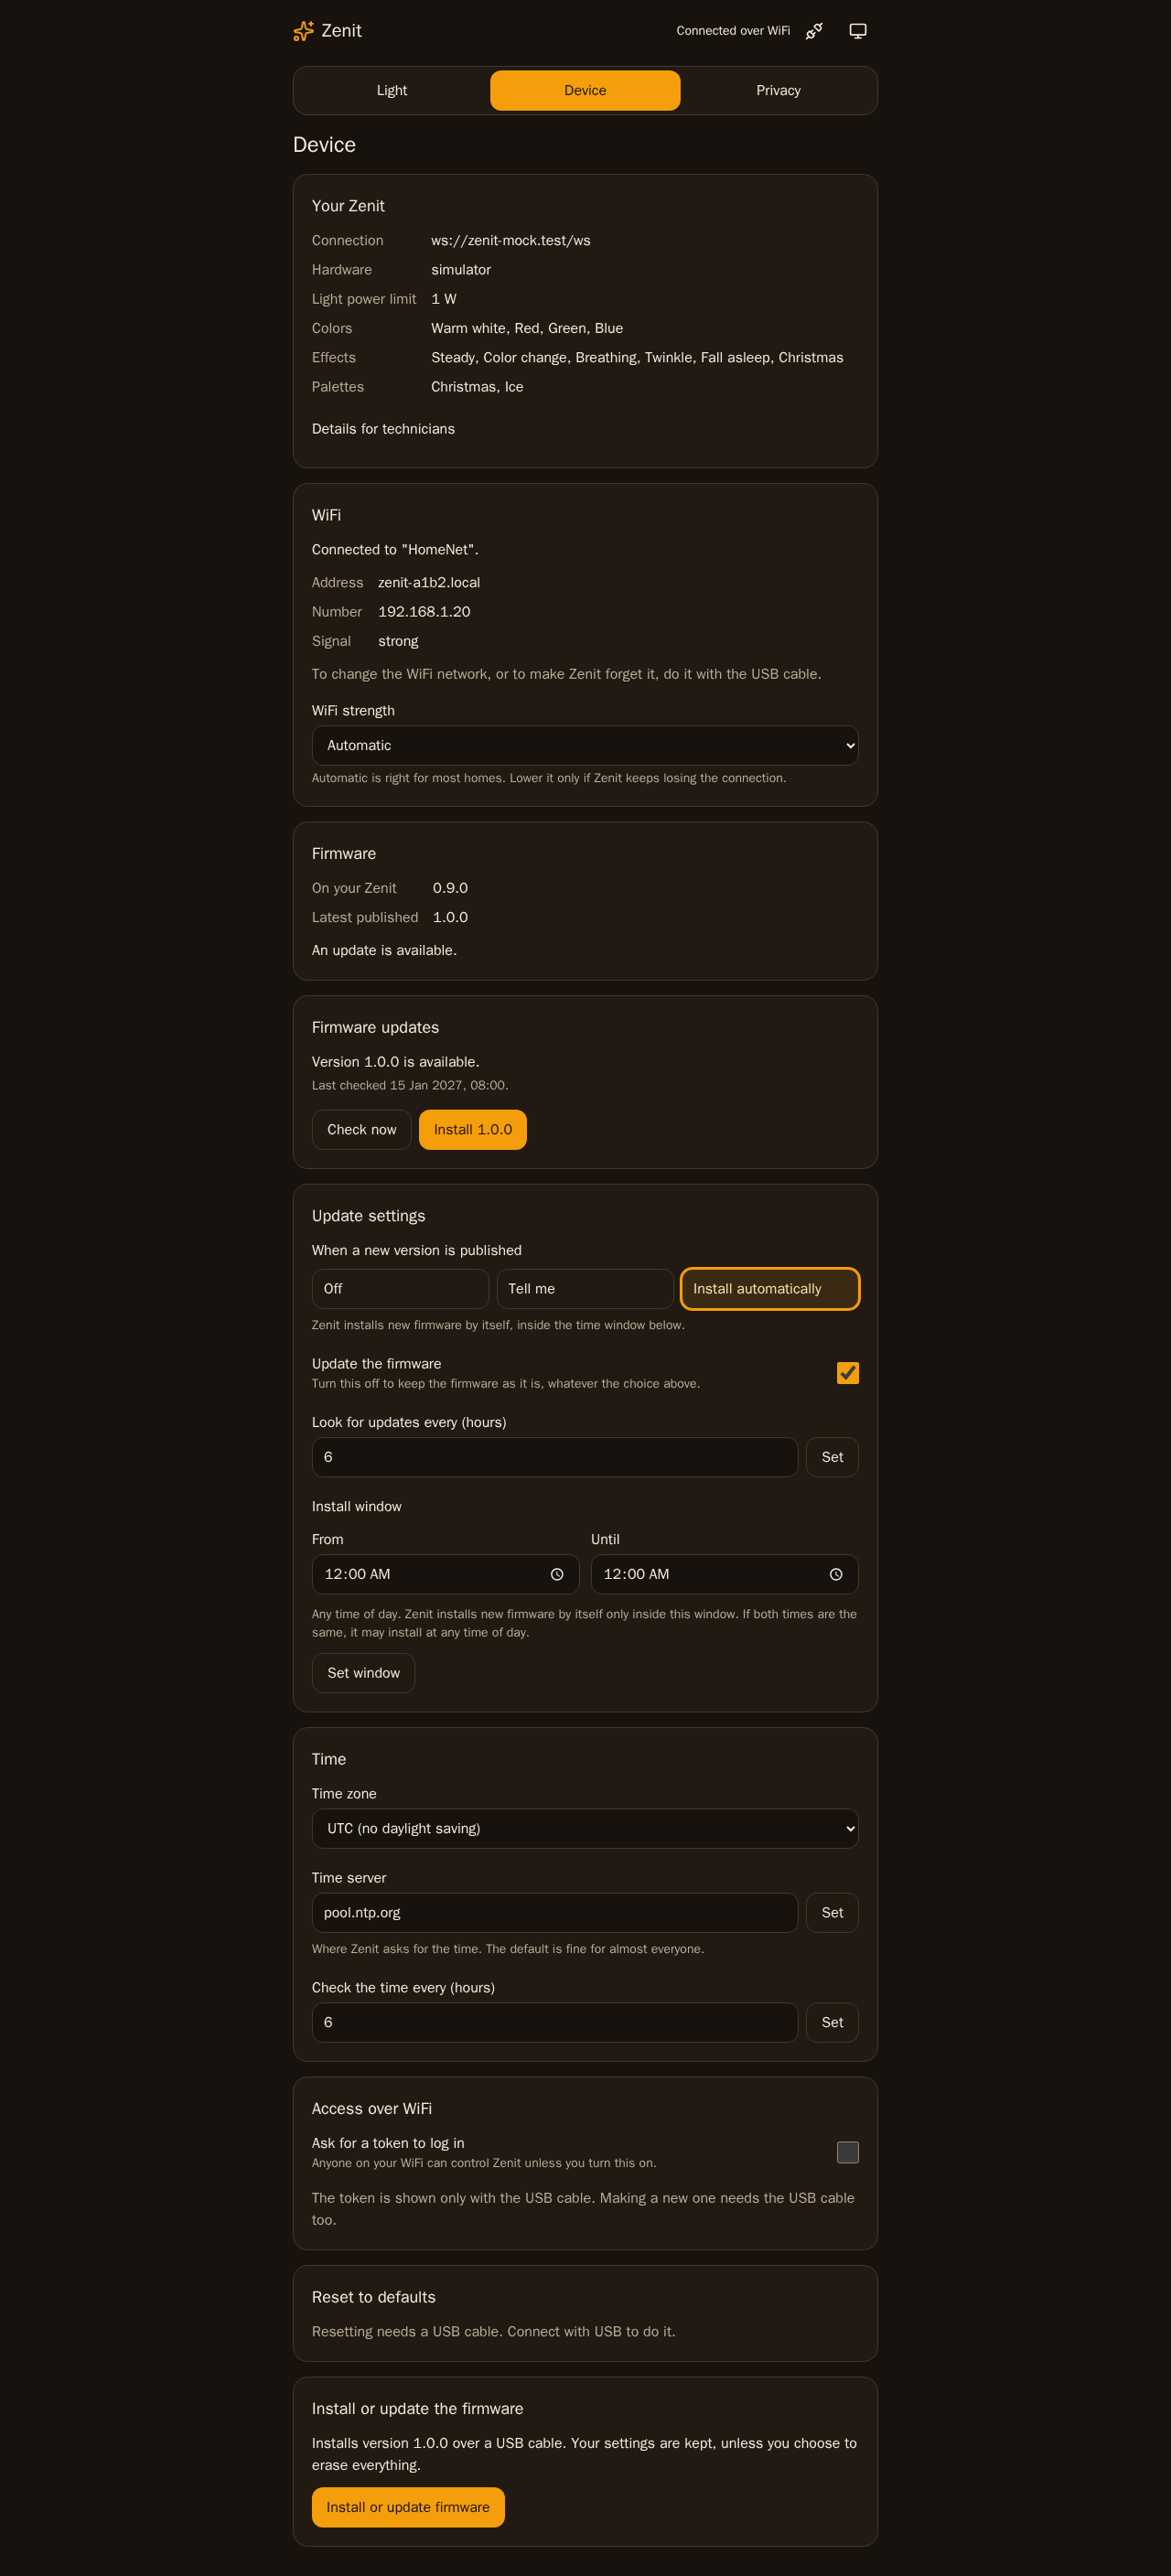 Zenit
Connected over WiFi
Light
Device
Privacy
Device
Your Zenit
Connection ws://zenit-mock.test/ws
Hardware simulator
Light power limit 1 W
Colors Warm white, Red, Green, Blue
Effects Steady, Color change, Breathing, Twinkle, Fall asleep, Christmas
Palettes Christmas, Ice
Details for technicians
WiFi
Connected to "HomeNet".
Address zenit-a1b2.local
Number 192.168.1.20
Signal strong
To change the WiFi network, or to make Zenit forget it, do it with the USB cable.
WiFi strength
Automatic
Automatic is right for most homes. Lower it only if Zenit keeps losing the connection.
Firmware
On your Zenit 0.9.0
Latest published 1.0.0
An update is available.
Firmware updates
Version 1.0.0 is available.
Last checked 15 Jan 2027, 08:00.
Check now
Install 1.0.0
Update settings
When a new version is published
Off
Tell me
Install automatically
Zenit installs new firmware by itself, inside the time window below.
Update the firmware
Turn this off to keep the firmware as it is, whatever the choice above.
Look for updates every (hours)
6
Set
Install window
From
Until
12:00 AM
12:00 AM
Any time of day. Zenit installs new firmware by itself only inside this window. If both times are the
same, it may install at any time of day.
Set window
Time
Time zone
UTC (no daylight saving)
Time server
pool.ntp.org
Set
Where Zenit asks for the time. The default is fine for almost everyone.
Check the time every (hours)
6
Set
Access over WiFi
Ask for a token to log in
Anyone on your WiFi can control Zenit unless you turn this on.
The token is shown only with the USB cable. Making a new one needs the USB cable
too.
Reset to defaults
Resetting needs a USB cable. Connect with USB to do it.
Install or update the firmware
Installs version 1.0.0 over a USB cable. Your settings are kept, unless you choose to
erase everything.
Install or update firmware